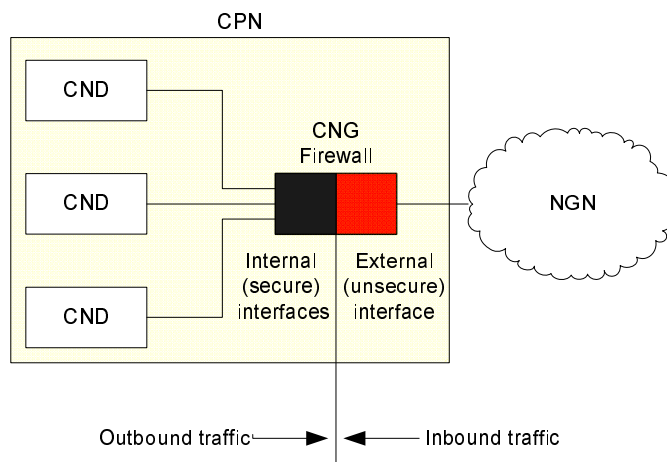 CPN
CND
CNG
Firewall
CND
NGN
Internal
(secure)
interfaces
External
(unsecure)
interface
CND
Outbound traffic
Inbound traffic